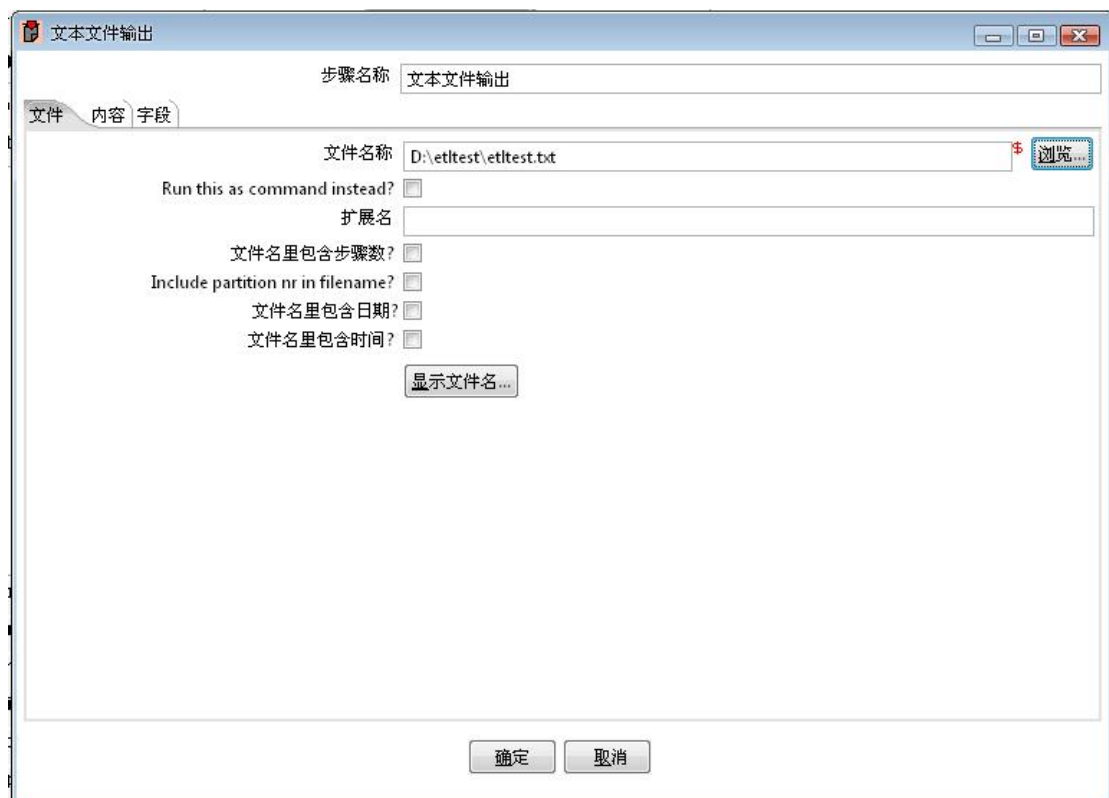 文本文件输出
步骤名称 文本文件输出
文件 内容 字段
文件名称 D:\etltest\etltest.txt $ 浏览...
Run this as command instead?
扩展名
文件名里包含步骤数?
Include partition nr in filename?
文件名里包含日期?
文件名里包含时间?
显示文件名...
确定 取消